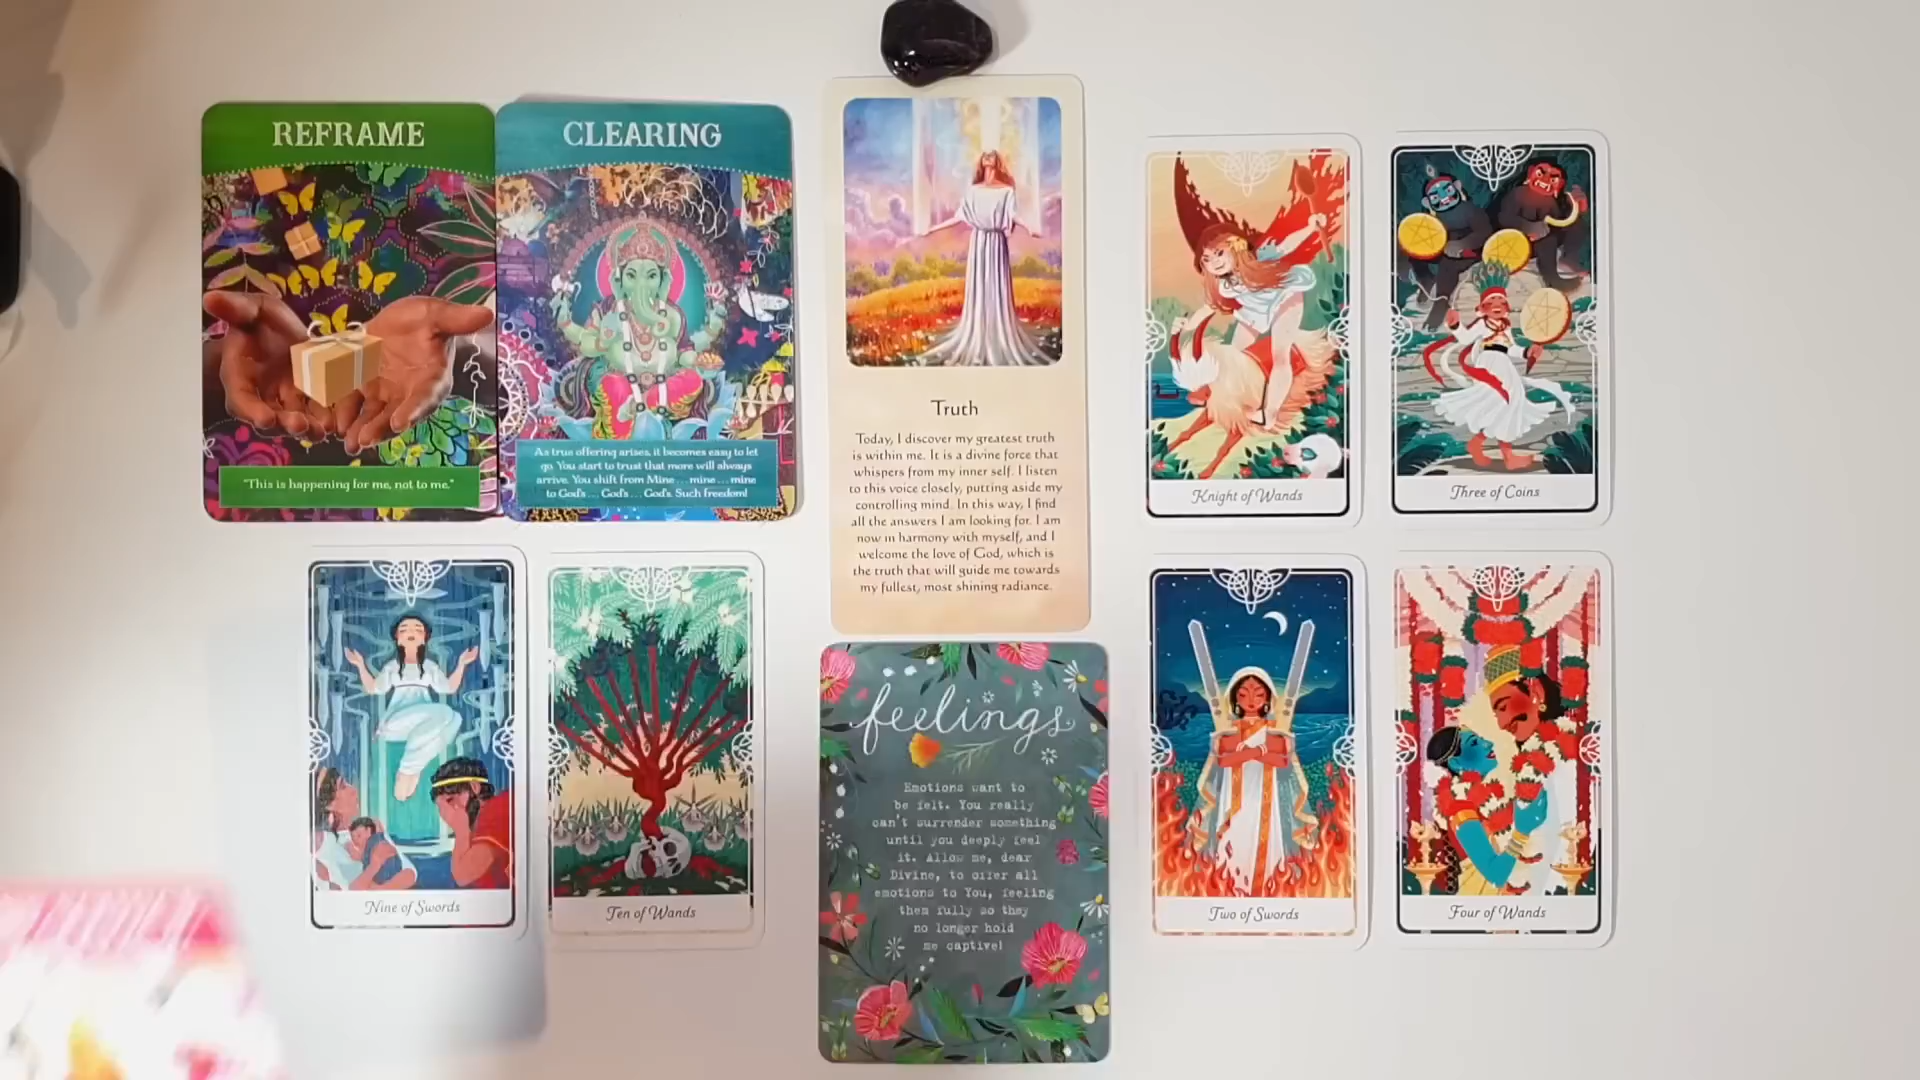 REFRAME
"This is happening for me, not to me."
CLEARING
As true offering arises, it becomes easy to let
go. You start to trust that more will always
arrive. You shift from Mine . . . mine . . . mine
to God's . . . God's . . . God's. Such freedom!
Truth
Today, I discover my greatest truth
is within me. It is a divine force that
whispers from my inner self. I listen
to this voice closely, putting aside my
controlling mind. In this way, I find
all the answers I am looking for. I am
now in harmony with myself, and I
welcome the love of God, which is
the truth that will guide me towards
my fullest, most shining radiance.
Knight of Wands
Three of Coins
Nine of Swords
Ten of Wands
feelings
Emotions want to
be felt. You really
can't surrender something
until you deeply feel
it. Allow me, dear
Divine, to offer all
emotions to You, feeling
them fully so they
no longer hold
me captive!
Two of Swords
Four of Wands